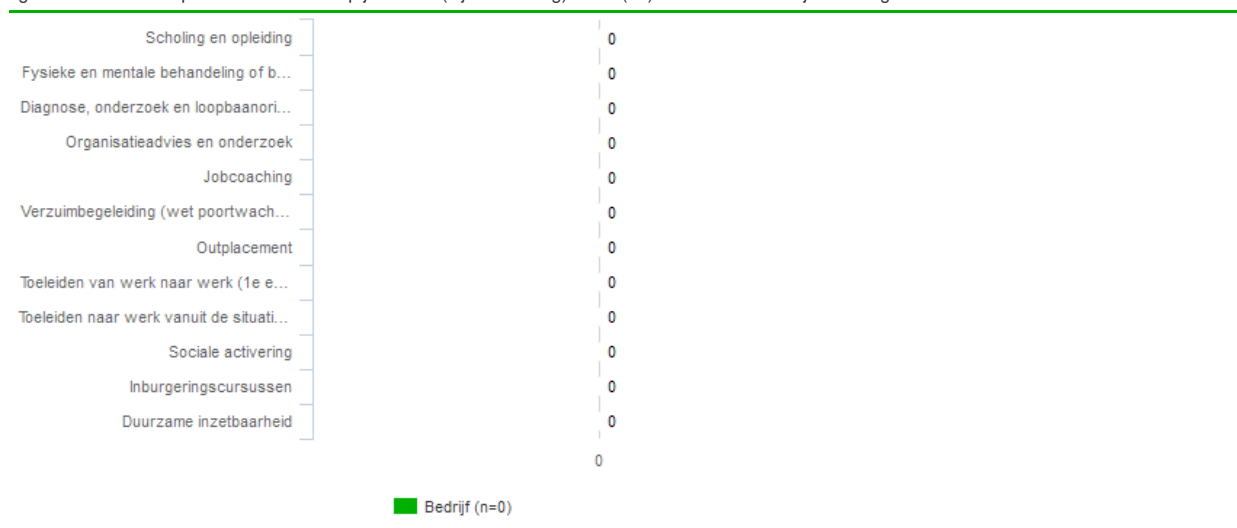 Scholing en opleiding 0
Fysieke en mentale behandeling of b... 0
Diagnose, onderzoek en loopbaanori... 0
Organisatieadvies en onderzoek 0
Jobcoaching 0
Verzuimbegeleiding (wet poortwach... 0
Outplacement 0
Toeleiden van werk naar werk (1e e... 0
Toeleiden naar werk vanuit de situati... 0
Sociale activering 0
Inburgeringscursussen 0
Duurzame inzetbaarheid 0
0
Bedrijf (n=0)